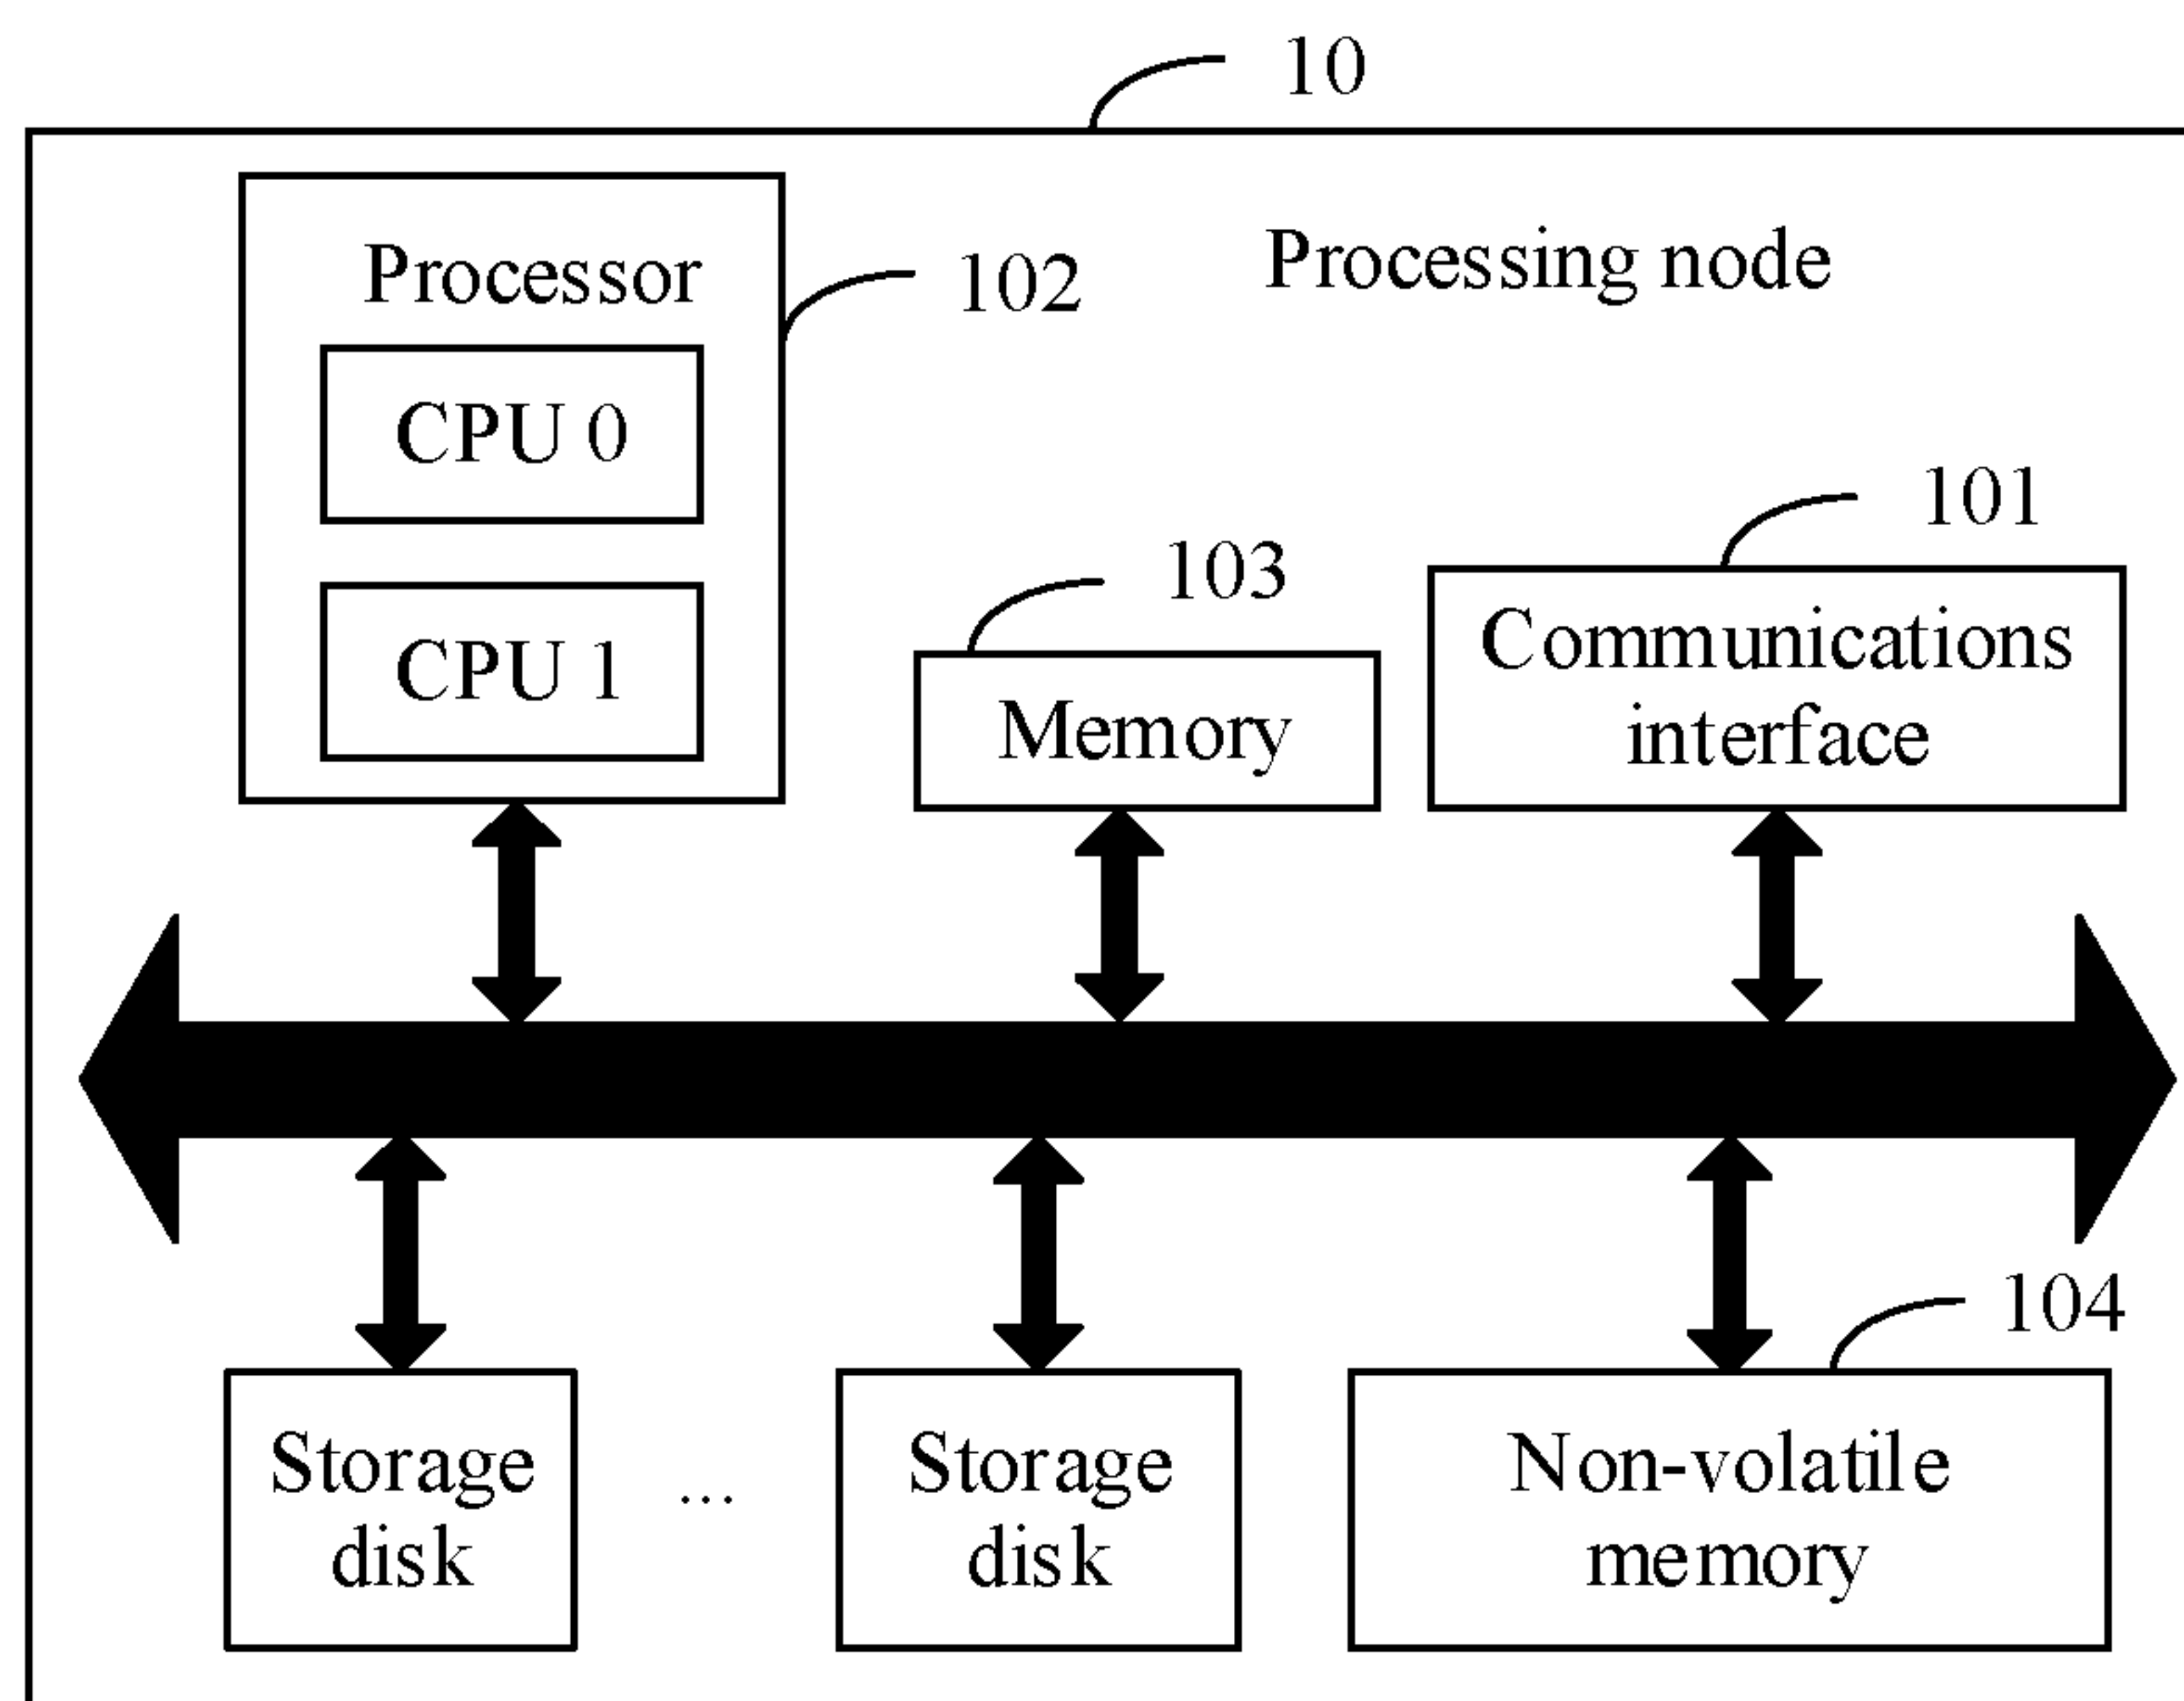 10
Processor
102
Processing node
CPU 0
101
103
CPU 1
Communications
interface
Memory
104
Storage
disk
...
Storage
disk
Non-volatile
memory